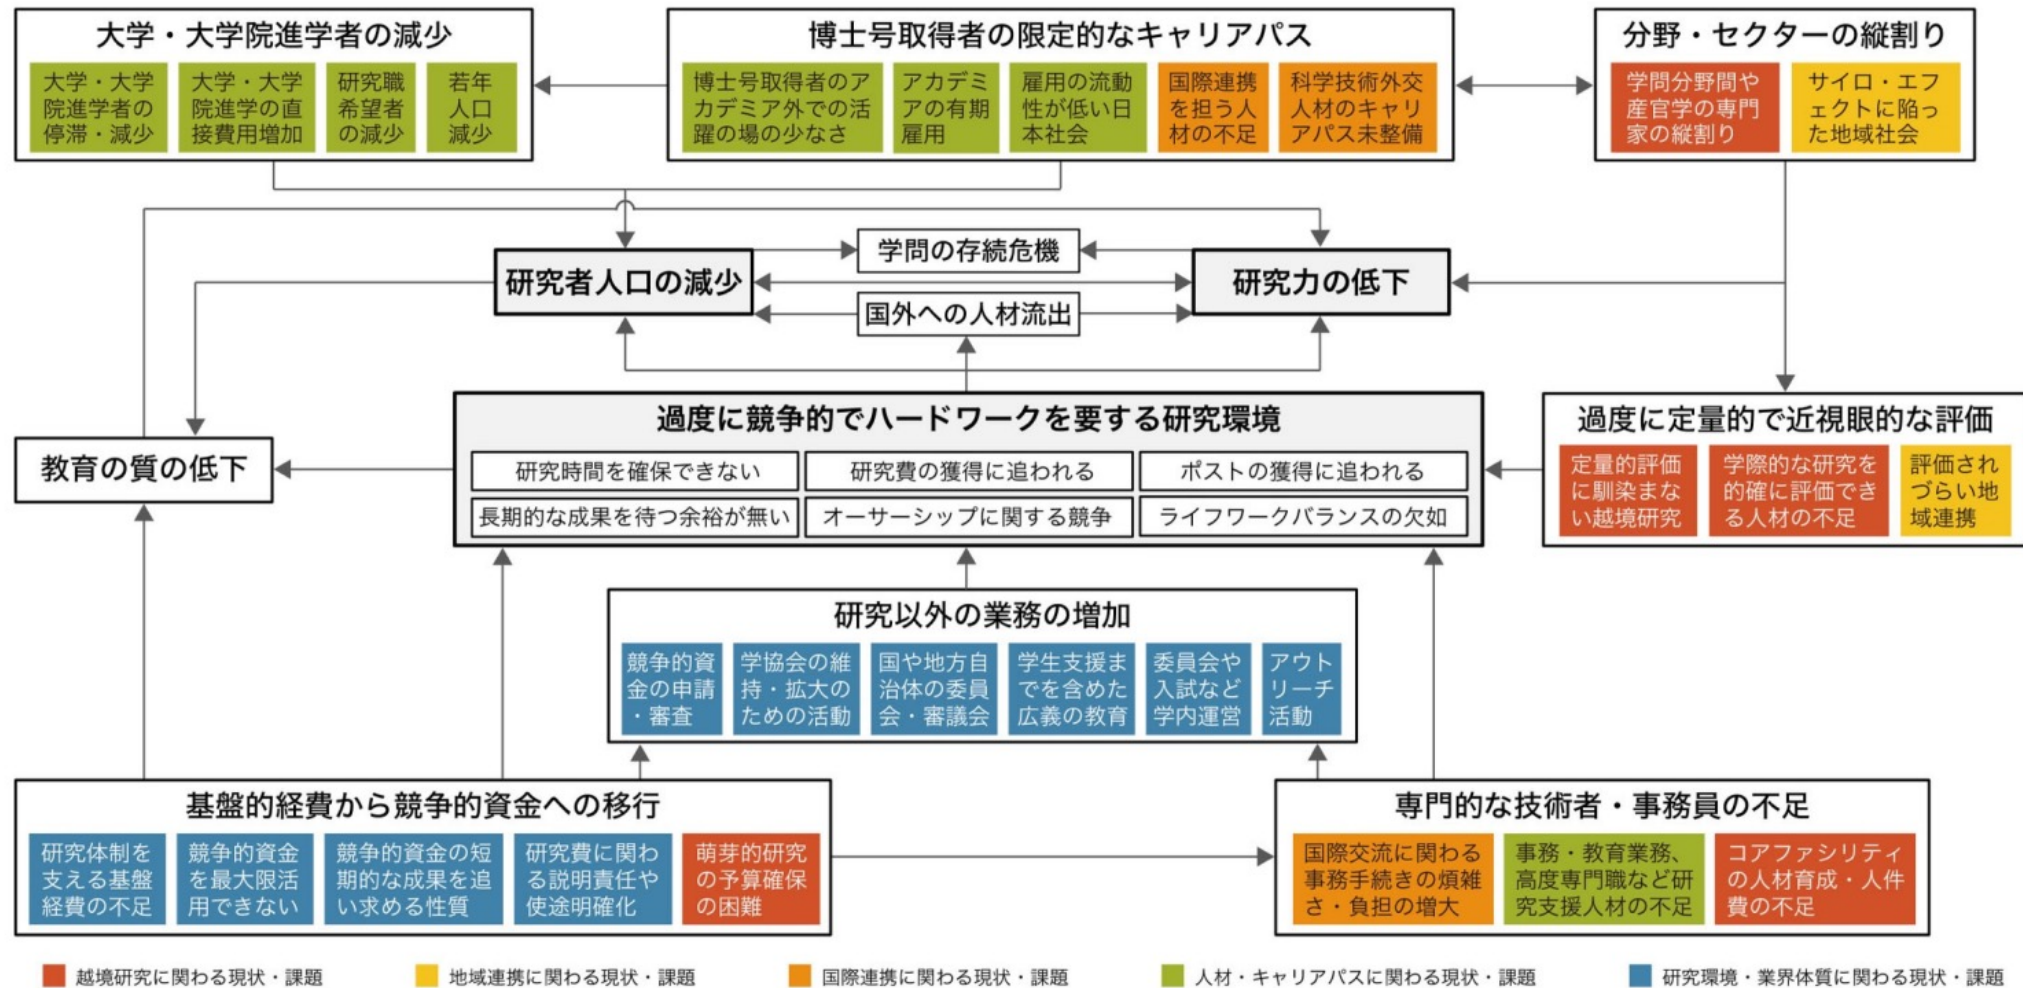 大学・大学院進学者の減少
大学・大学
院進学者の
停滞・減少
大学・大学
院進学の直
接費用増加
研究職
希望者
の減少
若年
人口
減少
博士号取得者の限定的なキャリアパス
博士号取得者のア
カデミア外での活
躍の場の少なさ
アカデミ
アの有期
雇用
雇用の流動
性が低い日
本社会
国際連携
を担う人
材の不足
科学技術外交
人材のキャリ
アパス未整備
分野・セクターの縦割り
学問分野間や
産官学の専門
家の縦割り
サイロ・エフ
ェクトに陥っ
た地域社会
学問の存続危機
研究者人口の減少
研究力の低下
国外への人材流出
教育の質の低下
過度に競争的でハードワークを要する研究環境
研究時間を確保できない
研究費の獲得に追われる
ポストの獲得に追われる
長期的な成果を待つ余裕が無い
オーサーシップに関する競争
ライフワークバランスの欠如
過度に定量的で近視眼的な評価
定量的評価
に馴染まな
い越境研究
学際的な研究を
的確に評価でき
る人材の不足
評価され
づらい地
域連携
研究以外の業務の増加
競争的資
金の申請
・審査
学協会の維
持・拡大の
ための活動
国や地方自
治体の委員
会・審議会
学生支援ま
でを含めた
広義の教育
委員会や
入試など
学内運営
アウト
リーチ
活動
基盤的経費から競争的資金への移行
研究体制を
支える基盤
経費の不足
競争的資金
を最大限活
用できない
競争的資金の短
期的な成果を追
い求める性質
研究費に関わ
る説明責任や
使途明確化
萌芽的研究
の予算確保
の困難
専門的な技術者・事務員の不足
国際交流に関わる
事務手続きの煩雑
さ・負担の増大
事務・教育業務、
高度専門職など研
究支援人材の不足
コアファシリティ
の人材育成・人件
費の不足
越境研究に関わる現状・課題
地域連携に関わる現状・課題
国際連携に関わる現状・課題
人材・キャリアパスに関わる現状・課題
研究環境・業界体質に関わる現状・課題